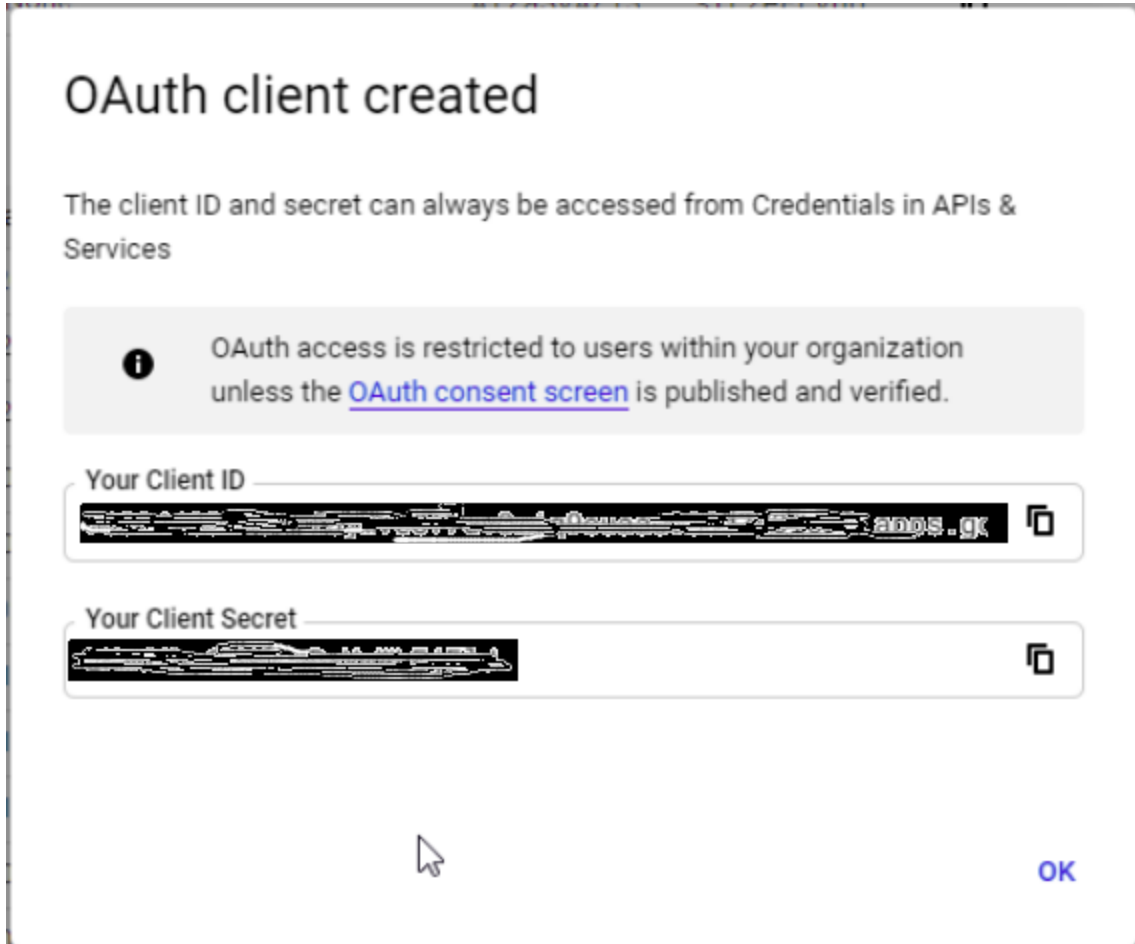 OAuth client created
The client ID and secret can always be accessed from Credentials in APIs &
Services
OAuth access is restricted to users within your organization
unless the OAuth consent screen is published and verified.
Your Client ID
apps.gc
Your Client Secret
OK